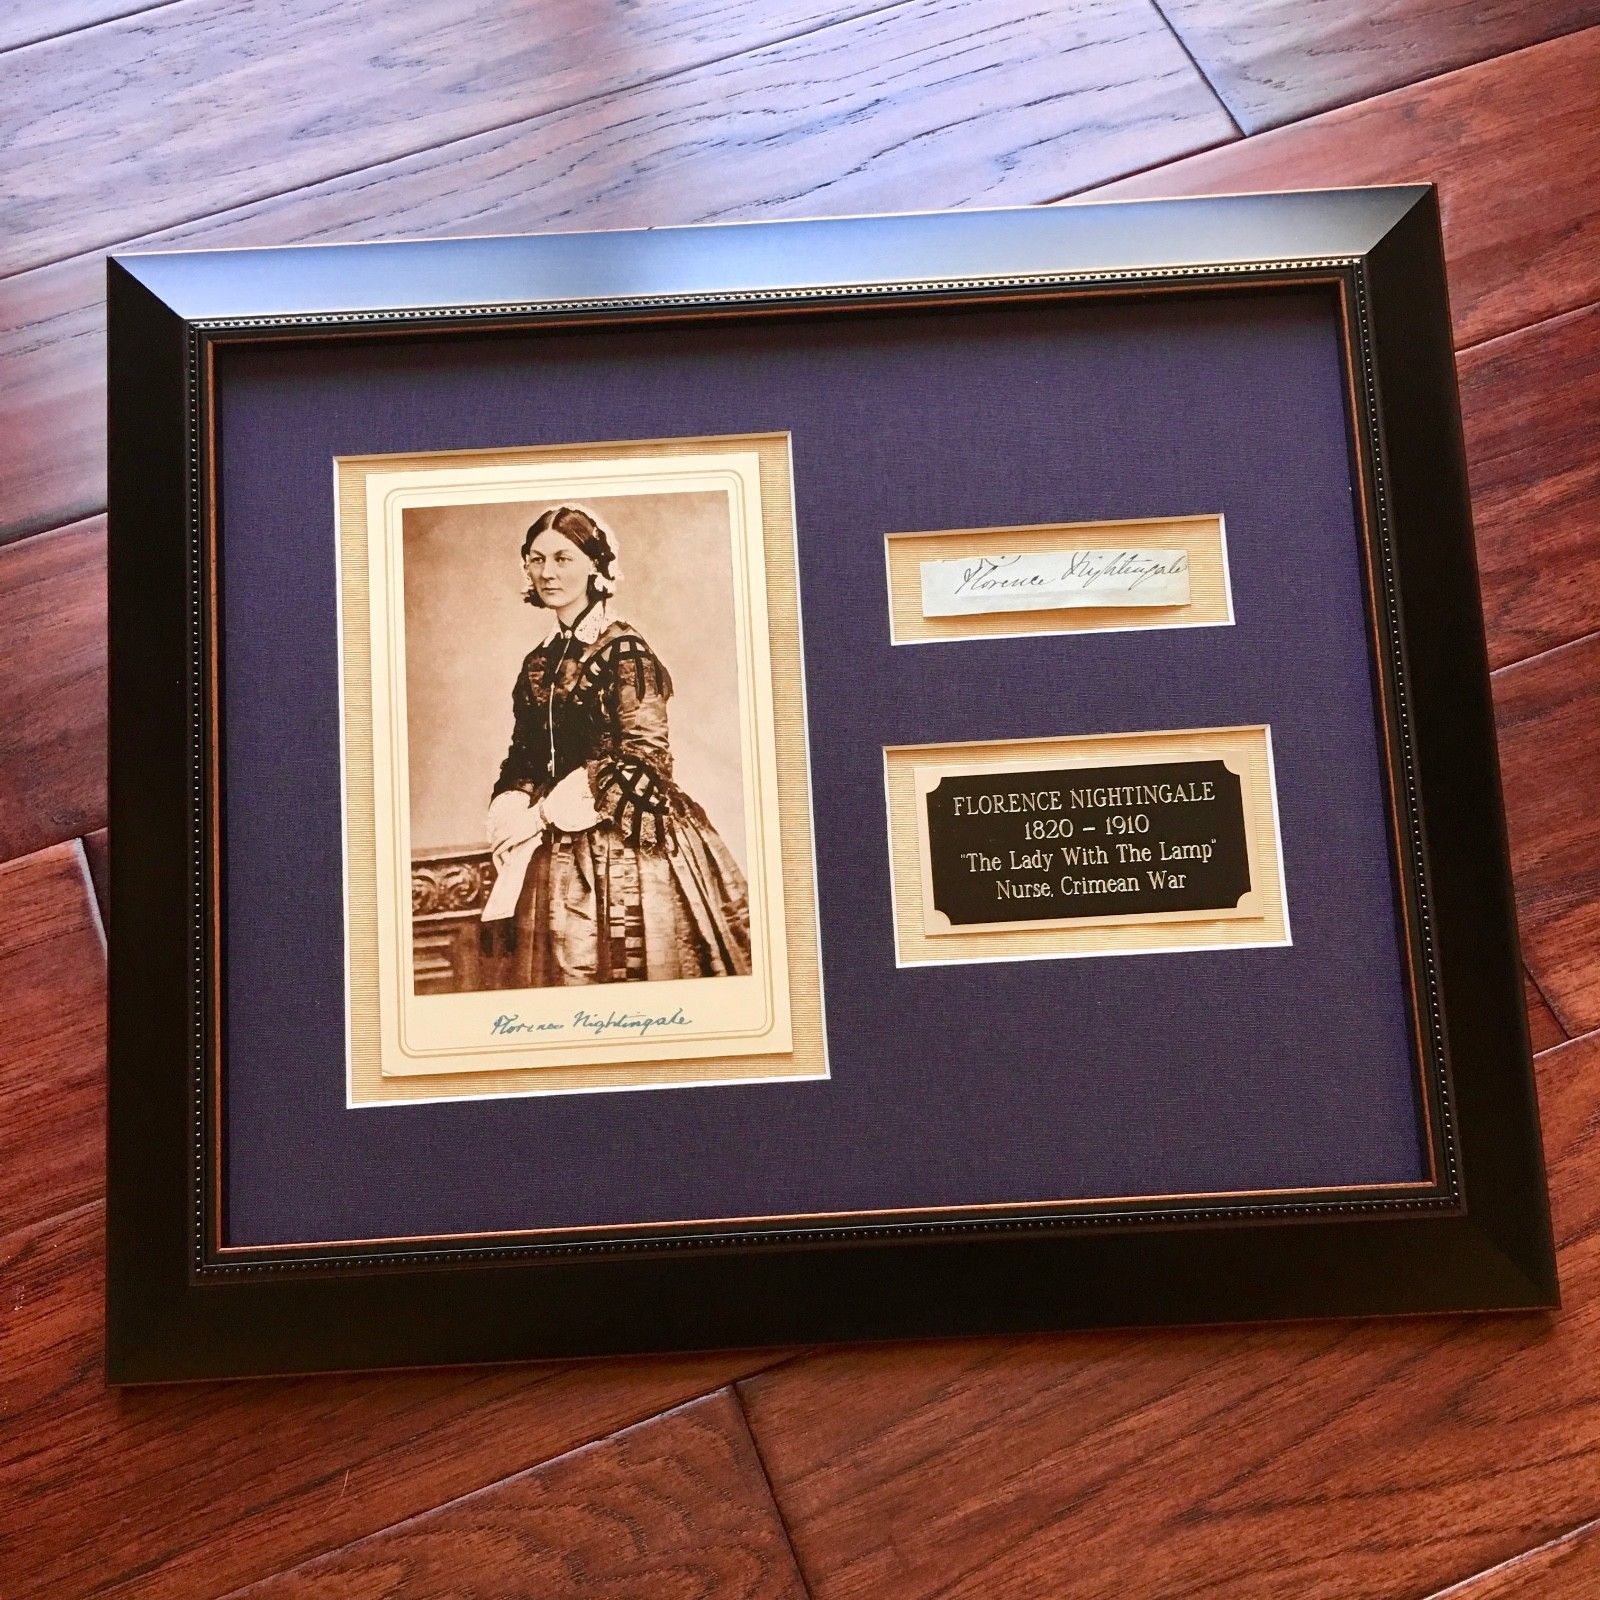 Florence Nightingale
Florence Nightingale
FLORENCE NIGHTINGALE
1820 – 1910
"The Lady With The Lamp"
Nurse, Crimean War